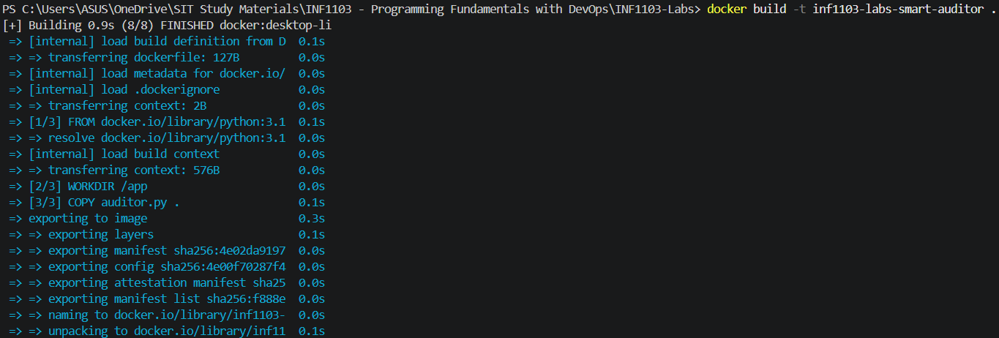 PS C:\Users\ASUS\OneDrive\SIT Study Materials\INF1103 - Programming Fundamentals with DevOps\INF1103-Labs> docker build -t inf1103-labs-smart-auditor .
[+] Building 0.9s (8/8) FINISHED docker:desktop-li
=> [internal] load build definition from D 0.1s
=> => transferring dockerfile: 127B 0.0s
=> [internal] load metadata for docker.io/ 0.0s
=> [internal] load .dockerignore 0.0s
=> => transferring context: 2B 0.0s
=> [1/3] FROM docker.io/library/python:3.1 0.1s
=> => resolve docker.io/library/python:3.1 0.0s
=> [internal] load build context 0.0s
=> => transferring context: 576B 0.0s
=> [2/3] WORKDIR /app 0.0s
=> [3/3] COPY auditor.py . 0.1s
=> exporting to image 0.3s
=> => exporting layers 0.1s
=> => exporting manifest sha256:4e02da9197 0.0s
=> => exporting config sha256:4e00f70287f4 0.0s
=> => exporting attestation manifest sha25 0.0s
=> => exporting manifest list sha256:f888e 0.0s
=> => naming to docker.io/library/inf1103- 0.0s
=> => unpacking to docker.io/library/inf11 0.1s